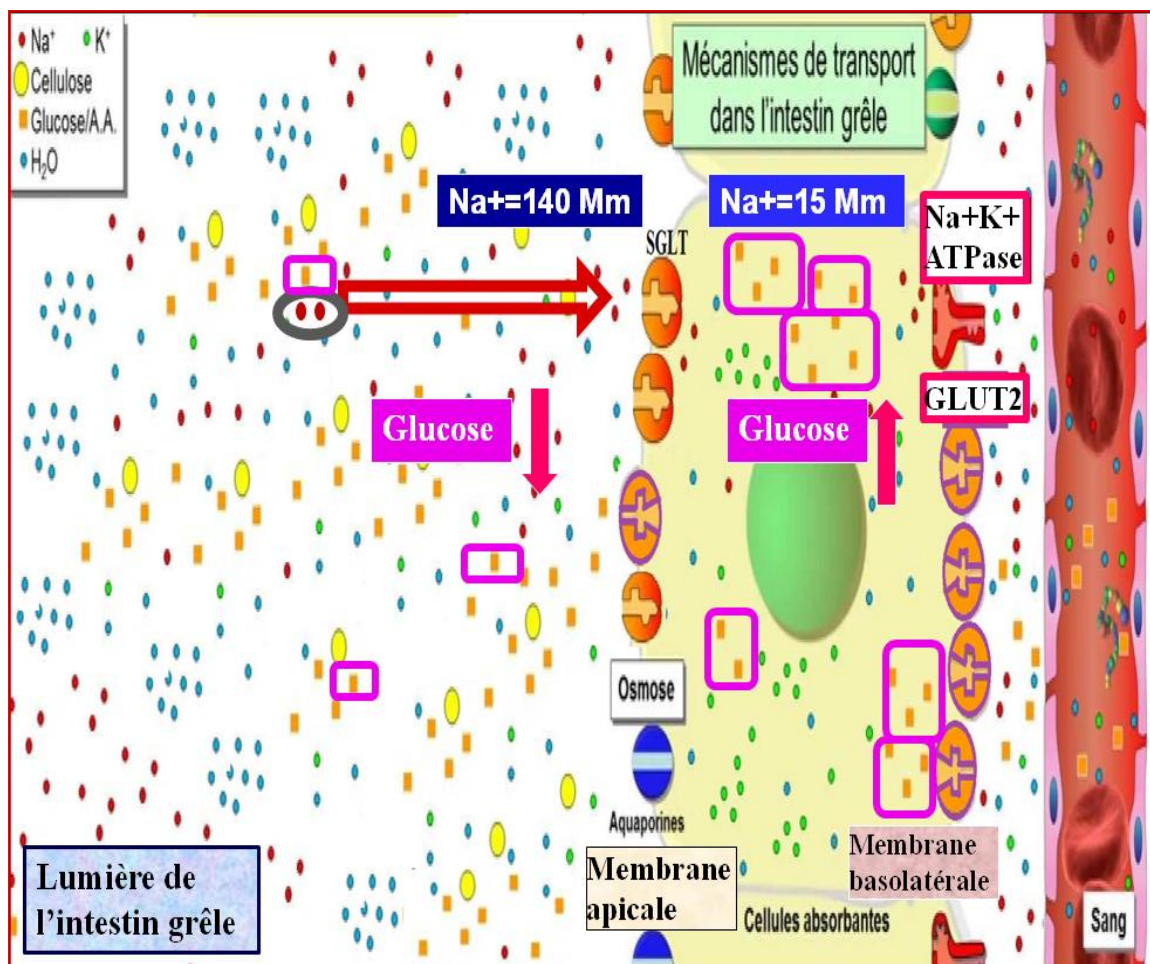 Na⁺ K⁺
Cellulose
Glucose/A.A.
H₂O
Mécanismes de transport
dans l'intestin grêle
Na+=140 Mm
Na+=15 Mm
Na+K+
ATPase
SGLT
GLUT2
Glucose
Glucose
Osmose
Aquaporines
Membrane
apicale
Membrane
basolatérale
Lumière de
l'intestin grêle
Cellules absorbantes
Sang